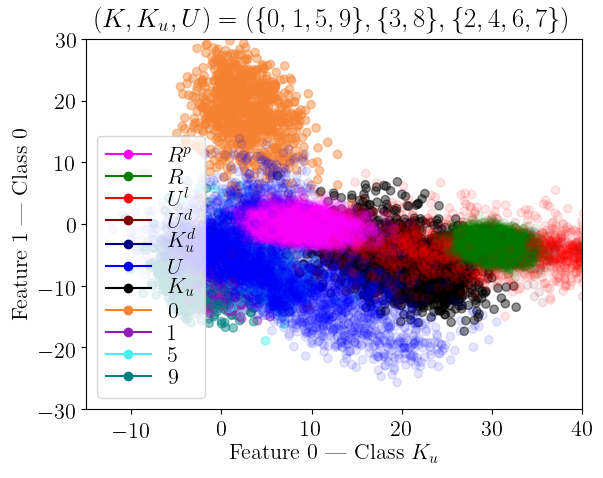 (K, K_u, U) = ({0, 1, 5, 9}, {3, 8}, {2, 4, 6, 7})
30
20
10
0
−10
−20
−30
Feature 1 — Class 0
R^p
R
U^l
U^d
K_u^d
U
K_u
0
1
5
9
−10
0
10
20
30
40
Feature 0 — Class K_u